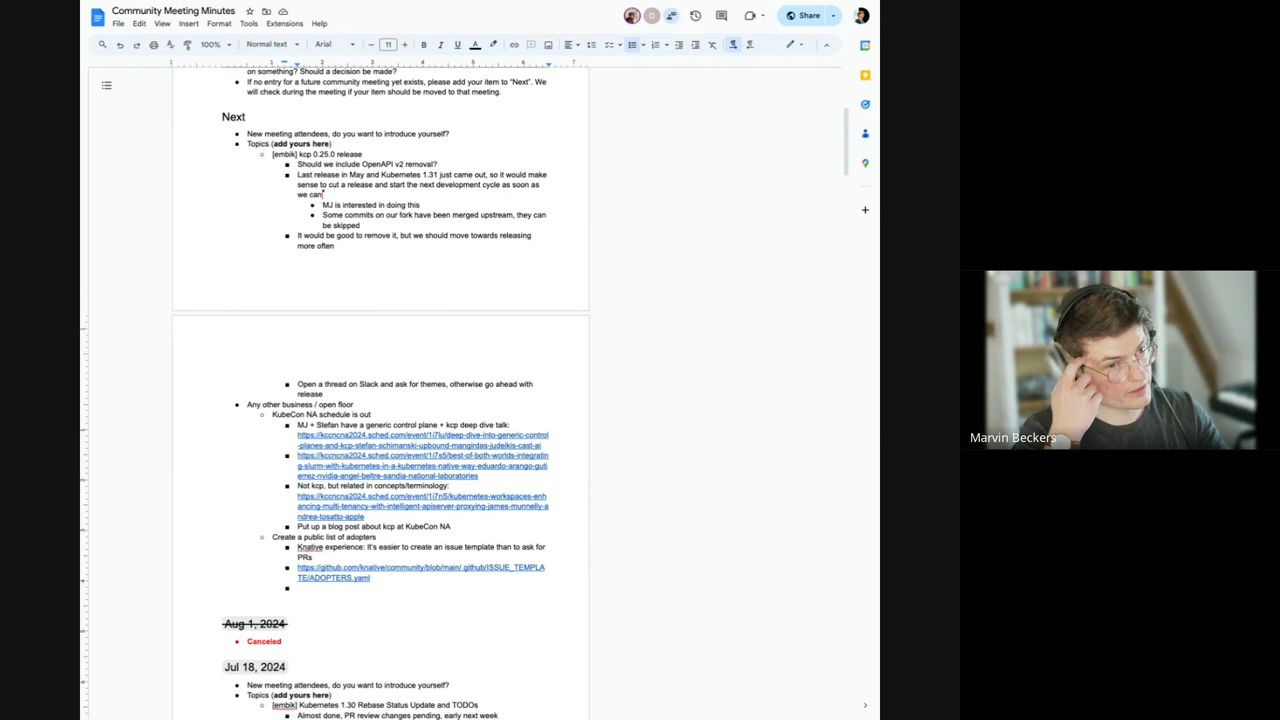 Community Meeting Minutes
File Edit View Insert Format Tools Extensions Help
Share
100% Normal text Arial 11
1 1 2 3 4 5 6 7
on something? Should a decision be made?
● If no entry for a future community meeting yet exists, please add your item to "Next". We
will check during the meeting if your item should be moved to that meeting.
Next
● New meeting attendees, do you want to introduce yourself?
● Topics (add yours here)
○ [embik] kcp 0.25.0 release
■ Should we include OpenAPI v2 removal?
■ Last release in May and Kubernetes 1.31 just came out, so it would make
sense to cut a release and start the next development cycle as soon as
we can
● MJ is interested in doing this
● Some commits on our fork have been merged upstream, they can
be skipped
■ It would be good to remove it, but we should move towards releasing
more often
■ Open a thread on Slack and ask for themes, otherwise go ahead with
release
● Any other business / open floor
○ KubeCon NA schedule is out
■ MJ + Stefan have a generic control plane + kcp deep dive talk:
https://kccncna2024.sched.com/event/1i7lu/deep-dive-into-generic-control
-planes-and-kcp-stefan-schimanski-upbound-mangirdas-judeikis-cast-ai
■ https://kccncna2024.sched.com/event/1i7s5/best-of-both-worlds-integratin
g-slurm-with-kubernetes-in-a-kubernetes-native-way-eduardo-arango-guti
errez-nvidia-angel-beltre-sandia-national-laboratories
■ Not kcp, but related in concepts/terminology:
https://kccncna2024.sched.com/event/1i7nS/kubernetes-workspaces-enh
ancing-multi-tenancy-with-intelligent-apiserver-proxying-james-munnelly-a
ndrea-tosatto-apple
■ Put up a blog post about kcp at KubeCon NA
○ Create a public list of adopters
■ Knative experience: It's easier to create an issue template than to ask for
PRs
■ https://github.com/knative/community/blob/main/.github/ISSUE_TEMPLA
TE/ADOPTERS.yaml
■
Aug 1, 2024
● Canceled
Jul 18, 2024
● New meeting attendees, do you want to introduce yourself?
● Topics (add yours here)
○ [embik] Kubernetes 1.30 Rebase Status Update and TODOs
■ Almost done, PR review changes pending, early next week
Marvin Beckers